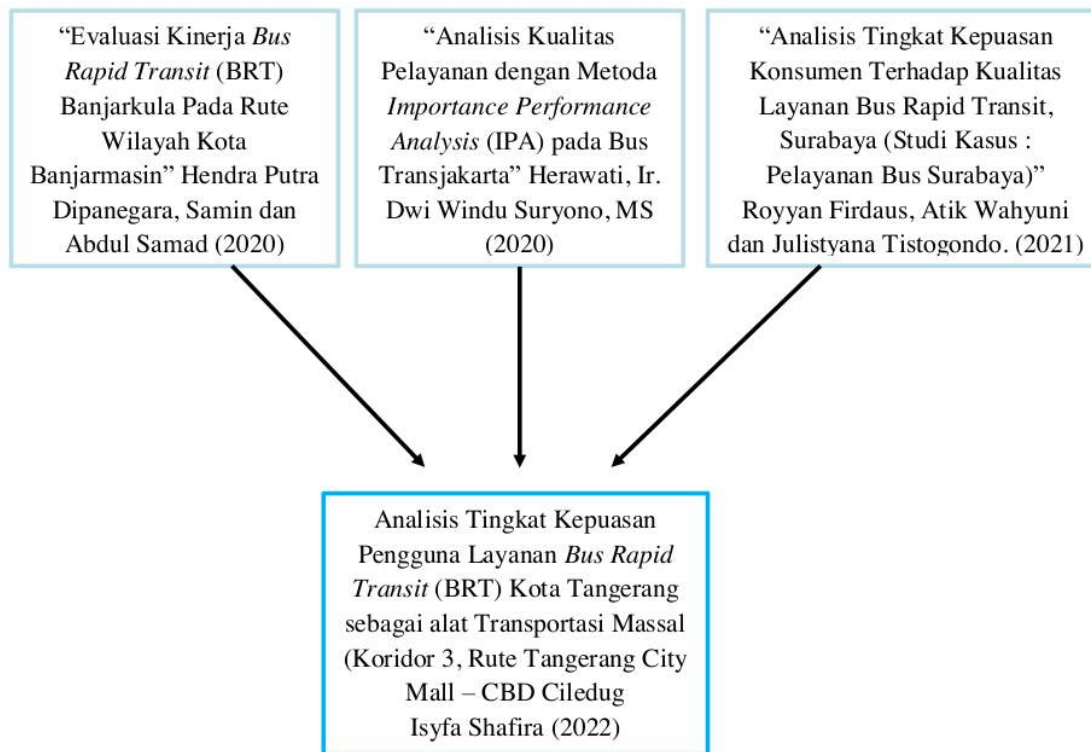 “Evaluasi Kinerja Bus
Rapid Transit (BRT)
Banjarkula Pada Rute
Wilayah Kota
Banjarmasin” Hendra Putra
Dipanegara, Samin dan
Abdul Samad (2020)
“Analisis Kualitas
Pelayanan dengan Metoda
Importance Performance
Analysis (IPA) pada Bus
Transjakarta” Herawati, Ir.
Dwi Windu Suryono, MS
(2020)
“Analisis Tingkat Kepuasan
Konsumen Terhadap Kualitas
Layanan Bus Rapid Transit,
Surabaya (Studi Kasus :
Pelayanan Bus Surabaya)”
Royyan Firdaus, Atik Wahyuni
dan Julistyana Tistogondo. (2021)
Analisis Tingkat Kepuasan
Pengguna Layanan Bus Rapid
Transit (BRT) Kota Tangerang
sebagai alat Transportasi Massal
(Koridor 3, Rute Tangerang City
Mall – CBD Ciledug
Isyfa Shafira (2022)